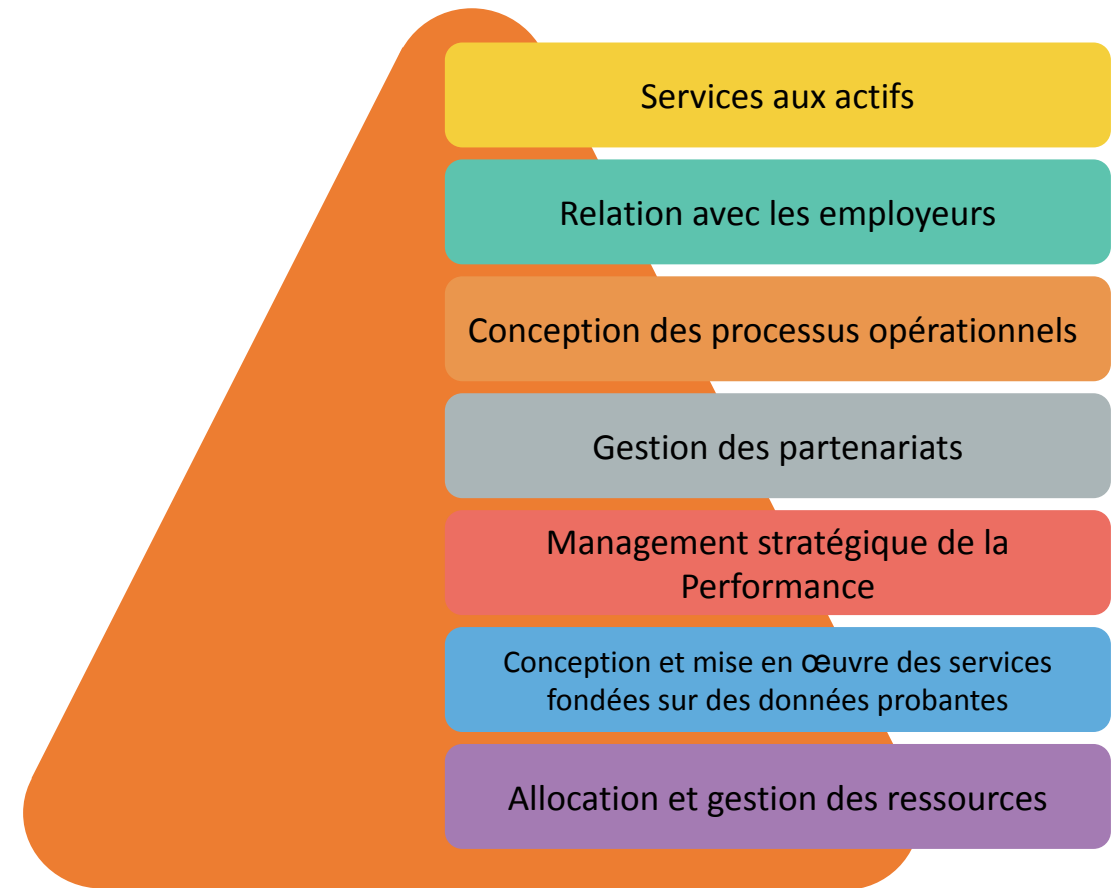 Services aux actifs
Relation avec les employeurs
Conception des processus opérationnels
Gestion des partenariats
Management stratégique de la
Performance
Conception et mise en œuvre des services
fondées sur des données probantes
Allocation et gestion des ressources